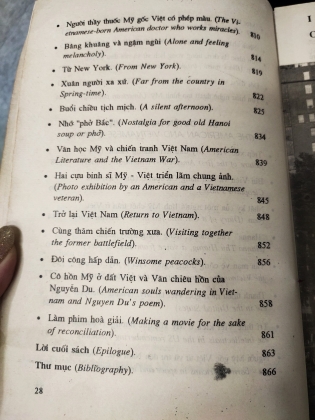 • Người thầy thuốc Mỹ gốc Việt có phép màu. (The Vi-
etnamese-born American doctor who works miracles). 810
• Bâng khuâng và ngậm ngùi (Alone and feeling
melancholy). 814
• Từ New York. (From New York). 819
• Xuân người xa xứ. (Far from the country in
Spring-time). 822
• Buổi chiều tịch mịch. (A silent afternoon). 825
• Nhớ "phở Bắc". (Nostalgia for good old Hanoi
soup or phở). 834
• Văn học Mỹ và chiến tranh Việt Nam (American
Literature and the Vietnam War). 839
• Hai cựu binh sĩ Mỹ - Việt triển lãm chung ảnh.
(Photo exhibition by an American and a Vietnamese
veteran). 845
• Trở lại Việt Nam (Return to Vietnam). 848
• Cùng thăm chiến trường xưa. (Visiting together
the former battlefield). 852
• Đôi công hấp dẫn. (Winsome peacocks). 856
• Cô hồn Mỹ ở đất Việt và Văn chiêu hồn của
Nguyễn Du. (American souls wandering in Viet-
nam and Nguyen Du's poem). 858
• Làm phim hoà giải. (Making a movie for the sake
of reconciliation). 861
Lời cuối sách (Epilogue). 863
Thư mục (Bibliography). 866
28